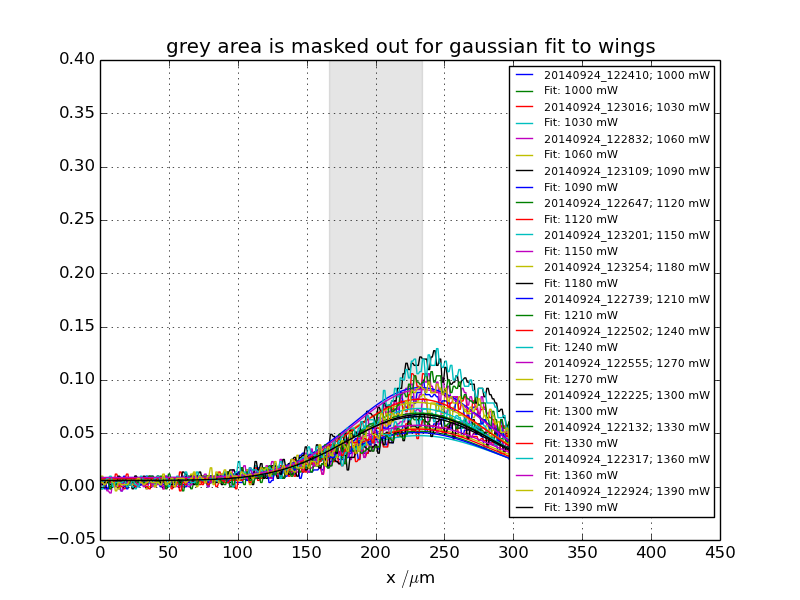 grey area is masked out for gaussian fit to wings
0.40
0.35
0.30
0.25
0.20
0.15
0.10
0.05
0.00
−0.05
0 50 100 150 200 250 300 350 400 450
x /μm
20140924_122410; 1000 mW
Fit: 1000 mW
20140924_123016; 1030 mW
Fit: 1030 mW
20140924_122832; 1060 mW
Fit: 1060 mW
20140924_123109; 1090 mW
Fit: 1090 mW
20140924_122647; 1120 mW
Fit: 1120 mW
20140924_123201; 1150 mW
Fit: 1150 mW
20140924_123254; 1180 mW
Fit: 1180 mW
20140924_122739; 1210 mW
Fit: 1210 mW
20140924_122502; 1240 mW
Fit: 1240 mW
20140924_122555; 1270 mW
Fit: 1270 mW
20140924_122225; 1300 mW
Fit: 1300 mW
20140924_122132; 1330 mW
Fit: 1330 mW
20140924_122317; 1360 mW
Fit: 1360 mW
20140924_122924; 1390 mW
Fit: 1390 mW